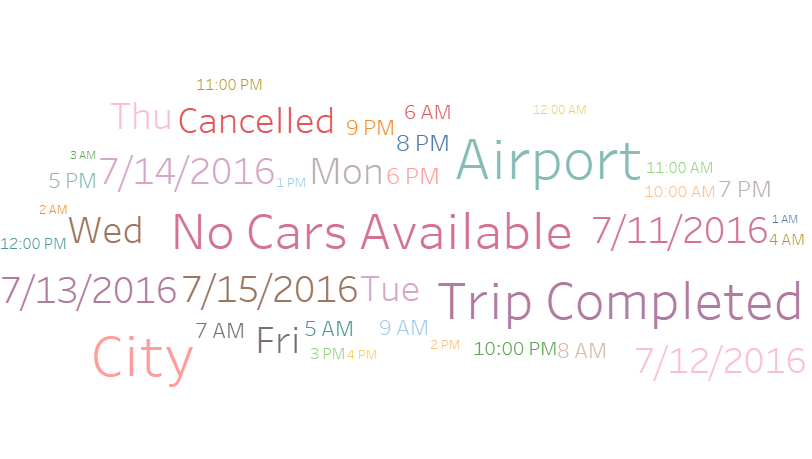 11:00 PM
Thu Cancelled 9 PM 6 AM 12:00 AM
8 PM
3 AM 7/14/2016 Mon Airport 11:00 AM
5 PM 1 PM 6 PM 10:00 AM 7 PM
2 AM Wed No Cars Available 7/11/2016 1 AM
12:00 PM 4 AM
7/13/2016 7/15/2016 Tue Trip Completed
City 7 AM Fri 5 AM 9 AM
3 PM 4 PM 2 PM 10:00 PM 8 AM 7/12/2016